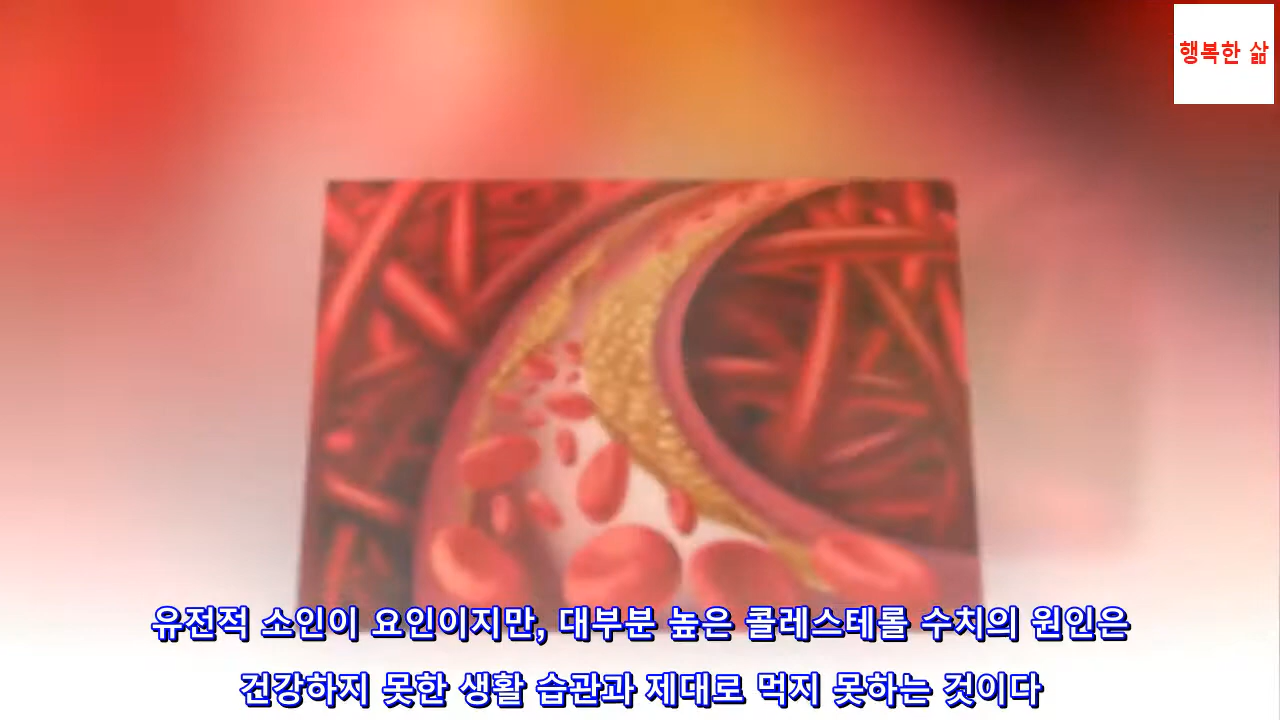 행복한 삶
유전적 소인이 요인이지만, 대부분 높은 콜레스테롤 수치의 원인은
건강하지 못한 생활 습관과 제대로 먹지 못하는 것이다